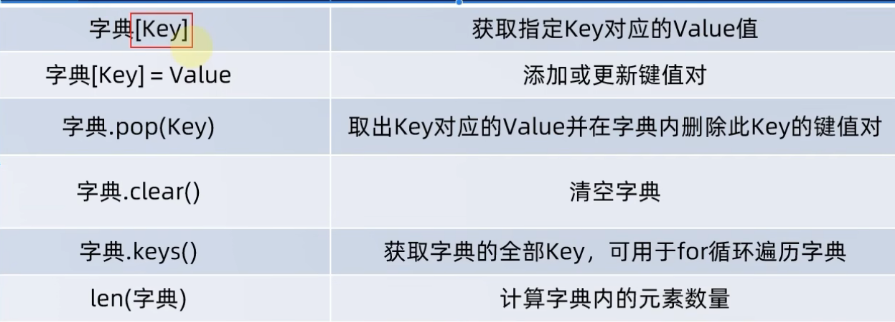 字典[Key] 获取指定Key对应的Value值
字典[Key] = Value 添加或更新键值对
字典.pop(Key) 取出Key对应的Value并在字典内删除此Key的键值对
字典.clear() 清空字典
字典.keys() 获取字典的全部Key，可用于for循环遍历字典
len(字典) 计算字典内的元素数量